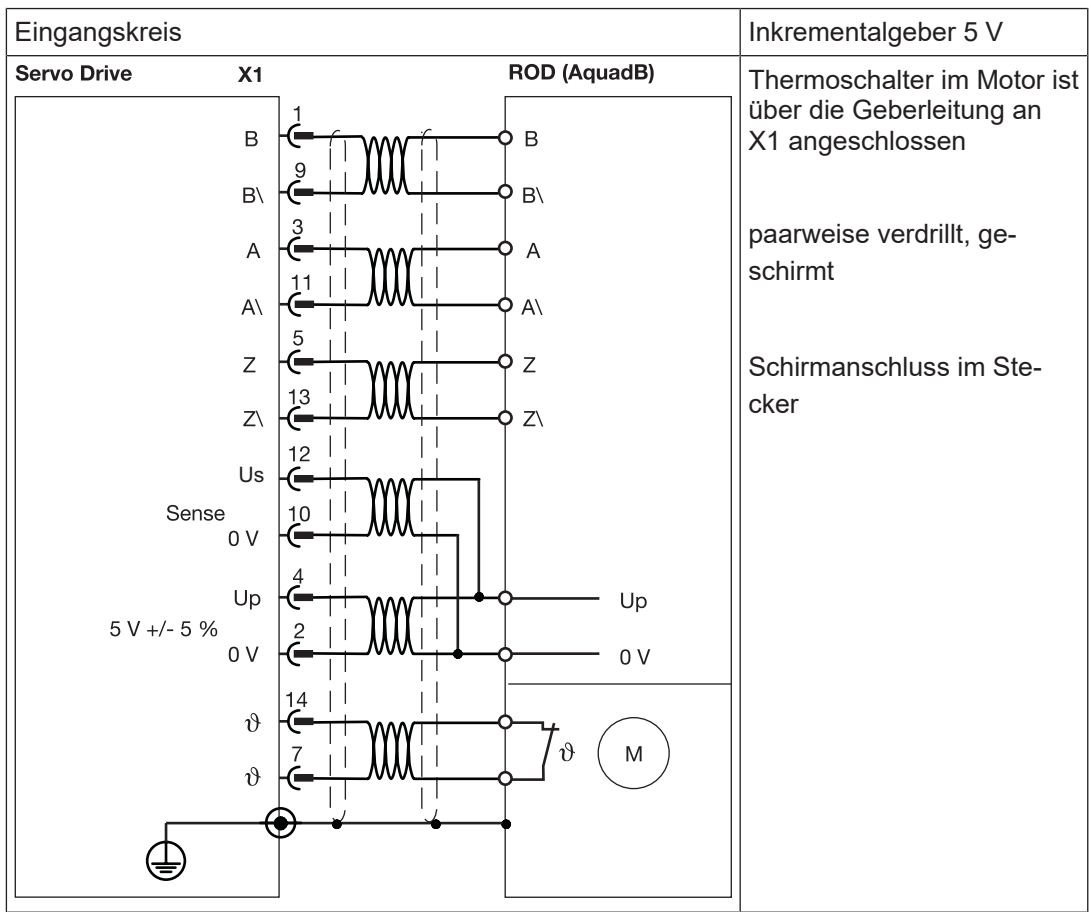 Eingangskreis
Inkrementalgeber 5 V
Servo Drive X1 ROD (AquadB)
Thermoschalter im Motor ist
über die Geberleitung an
X1 angeschlossen
paarweise verdrillt, ge-
schirmt
Schirmanschluss im Ste-
cker
1
B B
9
B\ B\
3
A A
11
A\ A\
5
Z Z
13
Z\ Z\
12
Us
Sense
10
0 V
4
Up Up
5 V +/- 5 %
2
0 V 0 V
14
ϑ
ϑ M
7
ϑ